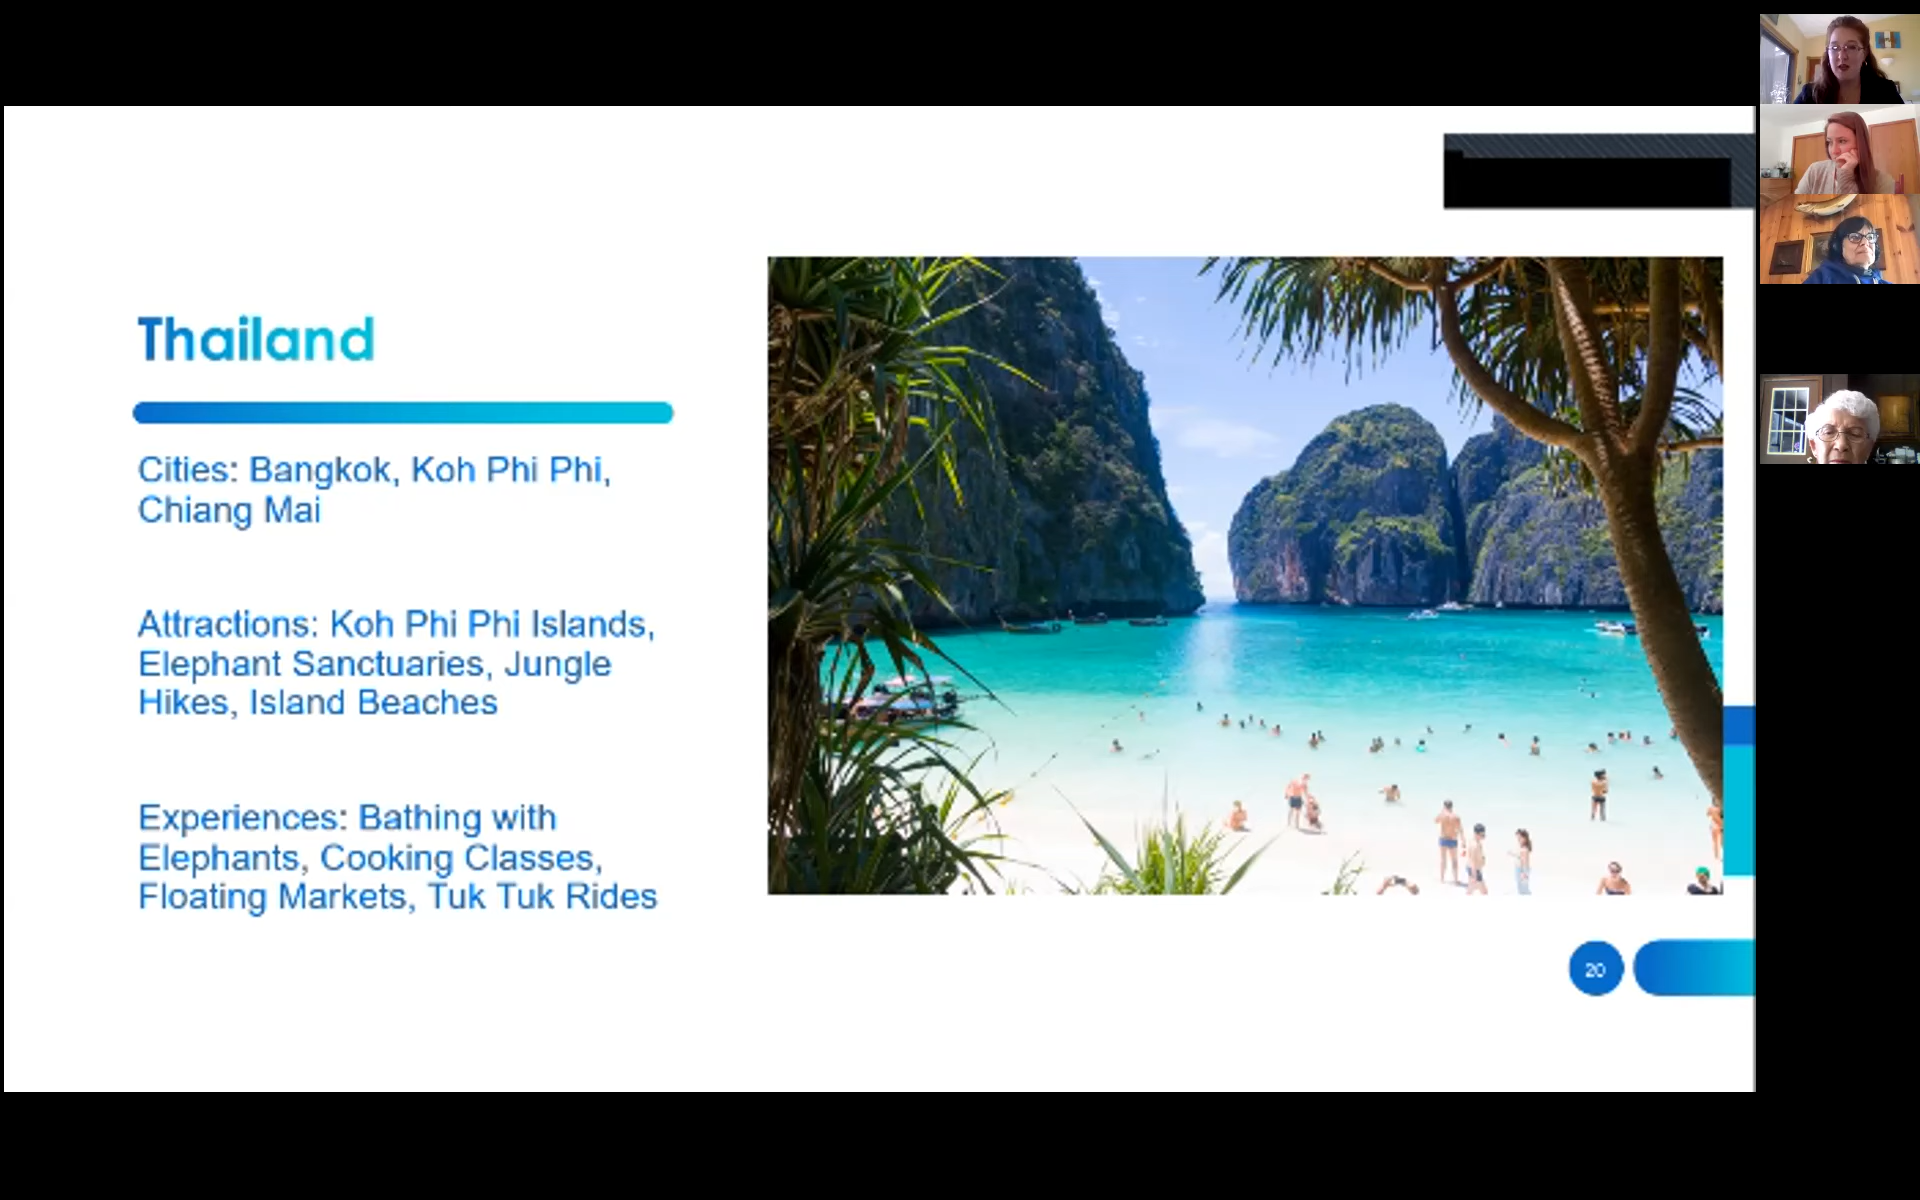 Thailand
Cities: Bangkok, Koh Phi Phi,
Chiang Mai
Attractions: Koh Phi Phi Islands,
Elephant Sanctuaries, Jungle
Hikes, Island Beaches
Experiences: Bathing with
Elephants, Cooking Classes,
Floating Markets, Tuk Tuk Rides
20